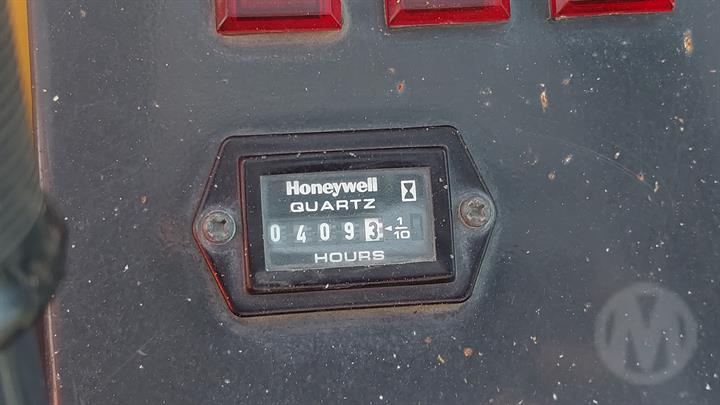 Honeywell
QUARTZ
0 4 0 9 3 1/10
HOURS
M